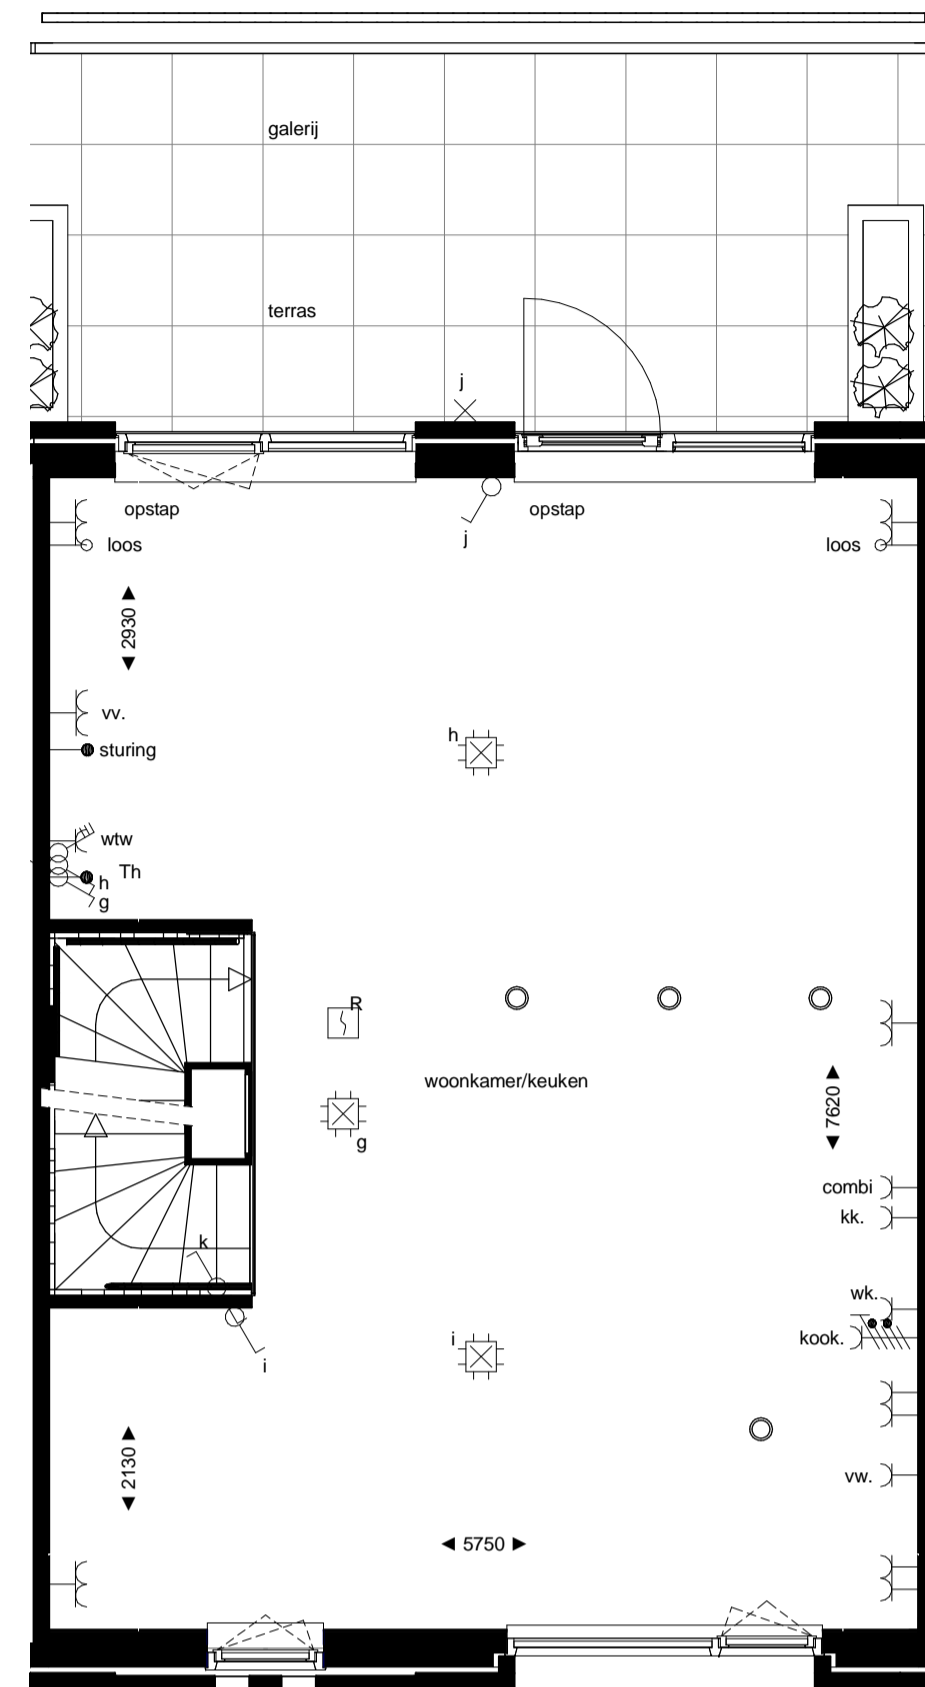 galerij
terras
j
opstap
j
opstap
loos
loos
2930
vv.
h
sturing
wtw
Th
h
g
R
woonkamer/keuken
7620
g
combi
kk.
k
wk.
i
kook.
i
2130
vw.
5750